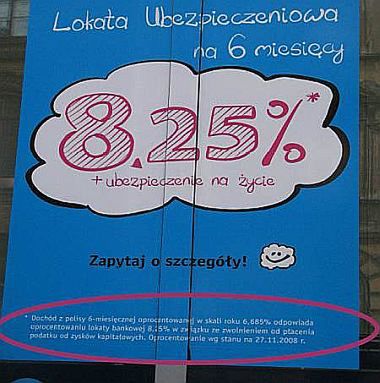 Lokata Ubezpieczeniowa
na 6 miesięcy
8,25%*
+ ubezpieczenie na życie
Zapytaj o szczegóły!
* Dochód z polisy 6-miesięcznej oprocentowanej w skali roku 6,685% odpowiada
oprocentowaniu lokaty bankowej 8,25% w związku ze zwolnieniem od płacenia
podatku od zysków kapitałowych. Oprocentowanie wg stanu na 27.11.2008 r.